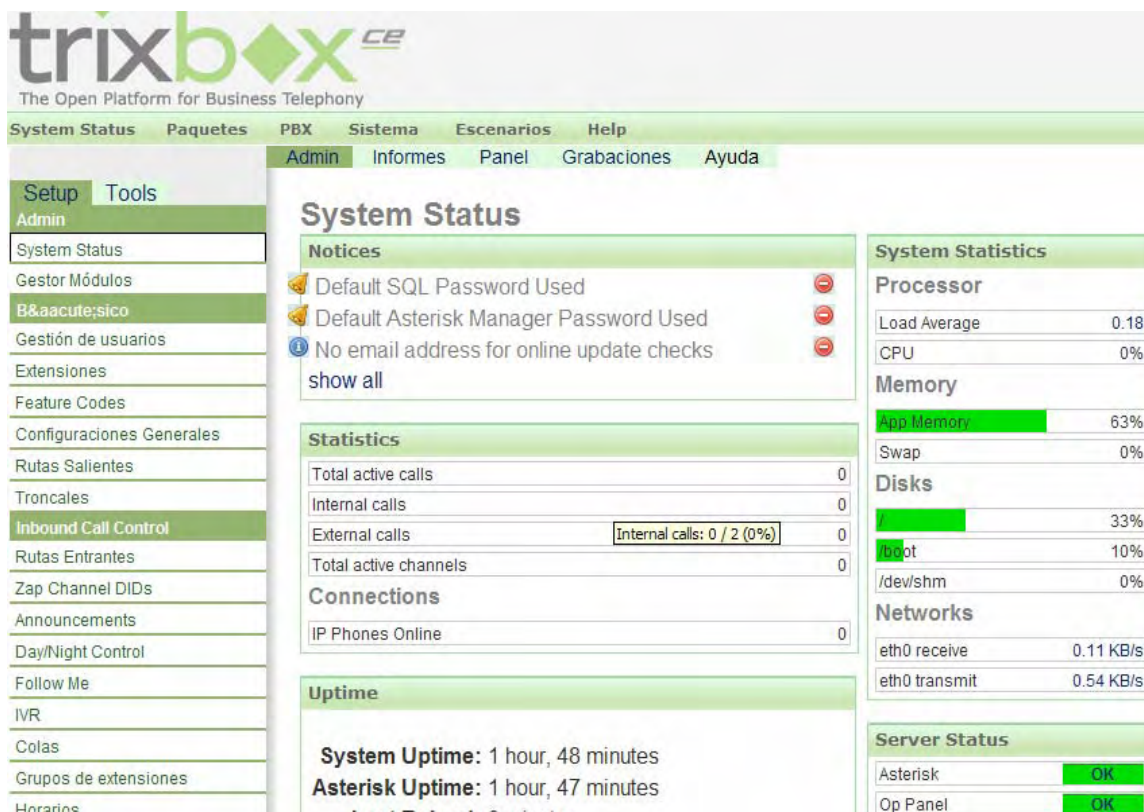 trixbox ce
The Open Platform for Business Telephony
System Status Paquetes PBX Sistema Escenarios Help
Admin Informes Panel Grabaciones Ayuda
Setup Tools
Admin
System Status
Gestor Módulos
B&aacute;sico
Gestión de usuarios
Extensiones
Feature Codes
Configuraciones Generales
Rutas Salientes
Troncales
Inbound Call Control
Rutas Entrantes
Zap Channel DIDs
Announcements
Day/Night Control
Follow Me
IVR
Colas
Grupos de extensiones
Horarios
System Status
Notices
Default SQL Password Used
Default Asterisk Manager Password Used
No email address for online update checks
show all
Statistics
Total active calls 0
Internal calls 0
External calls 0
Internal calls: 0 / 2 (0%)
Total active channels 0
Connections
IP Phones Online 0
Uptime
System Uptime: 1 hour, 48 minutes
Asterisk Uptime: 1 hour, 47 minutes
System Statistics
Processor
Load Average 0.18
CPU 0%
Memory
App Memory 63%
Swap 0%
Disks
/ 33%
/boot 10%
/dev/shm 0%
Networks
eth0 receive 0.11 KB/s
eth0 transmit 0.54 KB/s
Server Status
Asterisk OK
Op Panel OK